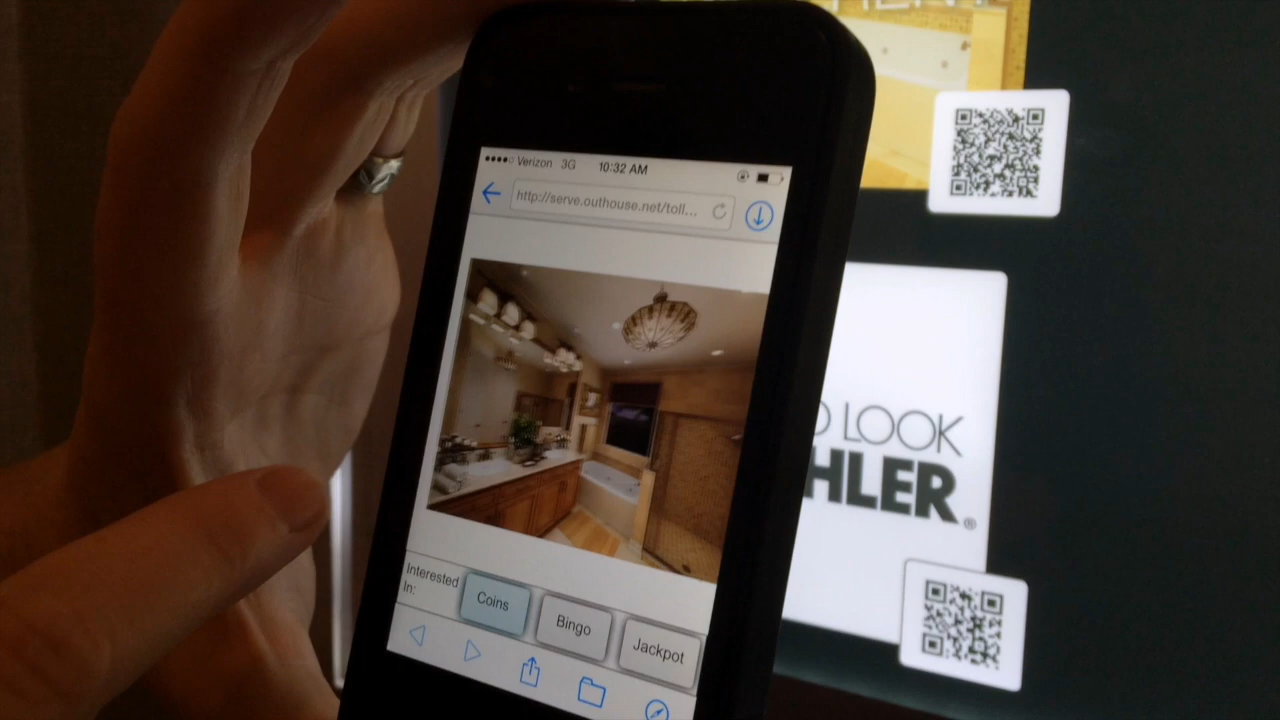 Verizon 3G 10:32 AM
http://serve.outhouse.net/toll...
Interested
In:
Coins
Bingo
Jackpot
LOOK
HLER®